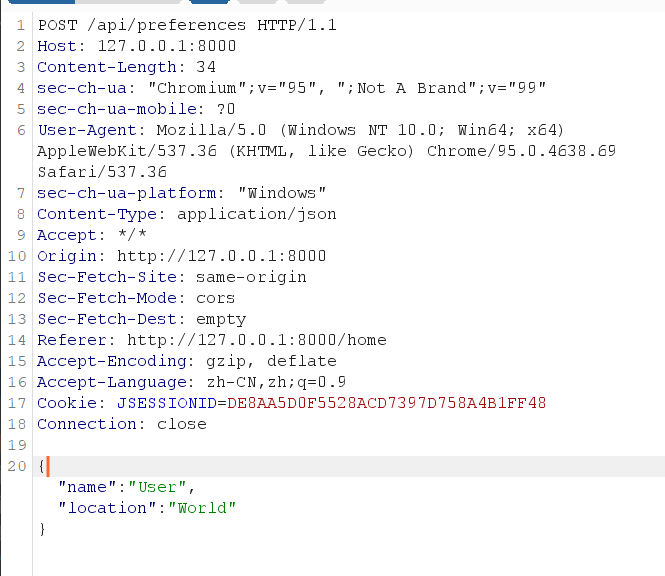 1 POST /api/preferences HTTP/1.1
2 Host: 127.0.0.1:8000
3 Content-Length: 34
4 sec-ch-ua: "Chromium";v="95", ";Not A Brand";v="99"
5 sec-ch-ua-mobile: ?0
6 User-Agent: Mozilla/5.0 (Windows NT 10.0; Win64; x64)
AppleWebKit/537.36 (KHTML, like Gecko) Chrome/95.0.4638.69
Safari/537.36
7 sec-ch-ua-platform: "Windows"
8 Content-Type: application/json
9 Accept: */*
10 Origin: http://127.0.0.1:8000
11 Sec-Fetch-Site: same-origin
12 Sec-Fetch-Mode: cors
13 Sec-Fetch-Dest: empty
14 Referer: http://127.0.0.1:8000/home
15 Accept-Encoding: gzip, deflate
16 Accept-Language: zh-CN,zh;q=0.9
17 Cookie: JSESSIONID=DE8AA5D0F5528ACD7397D758A4B1FF48
18 Connection: close
19
20 {
"name":"User",
"location":"World"
}